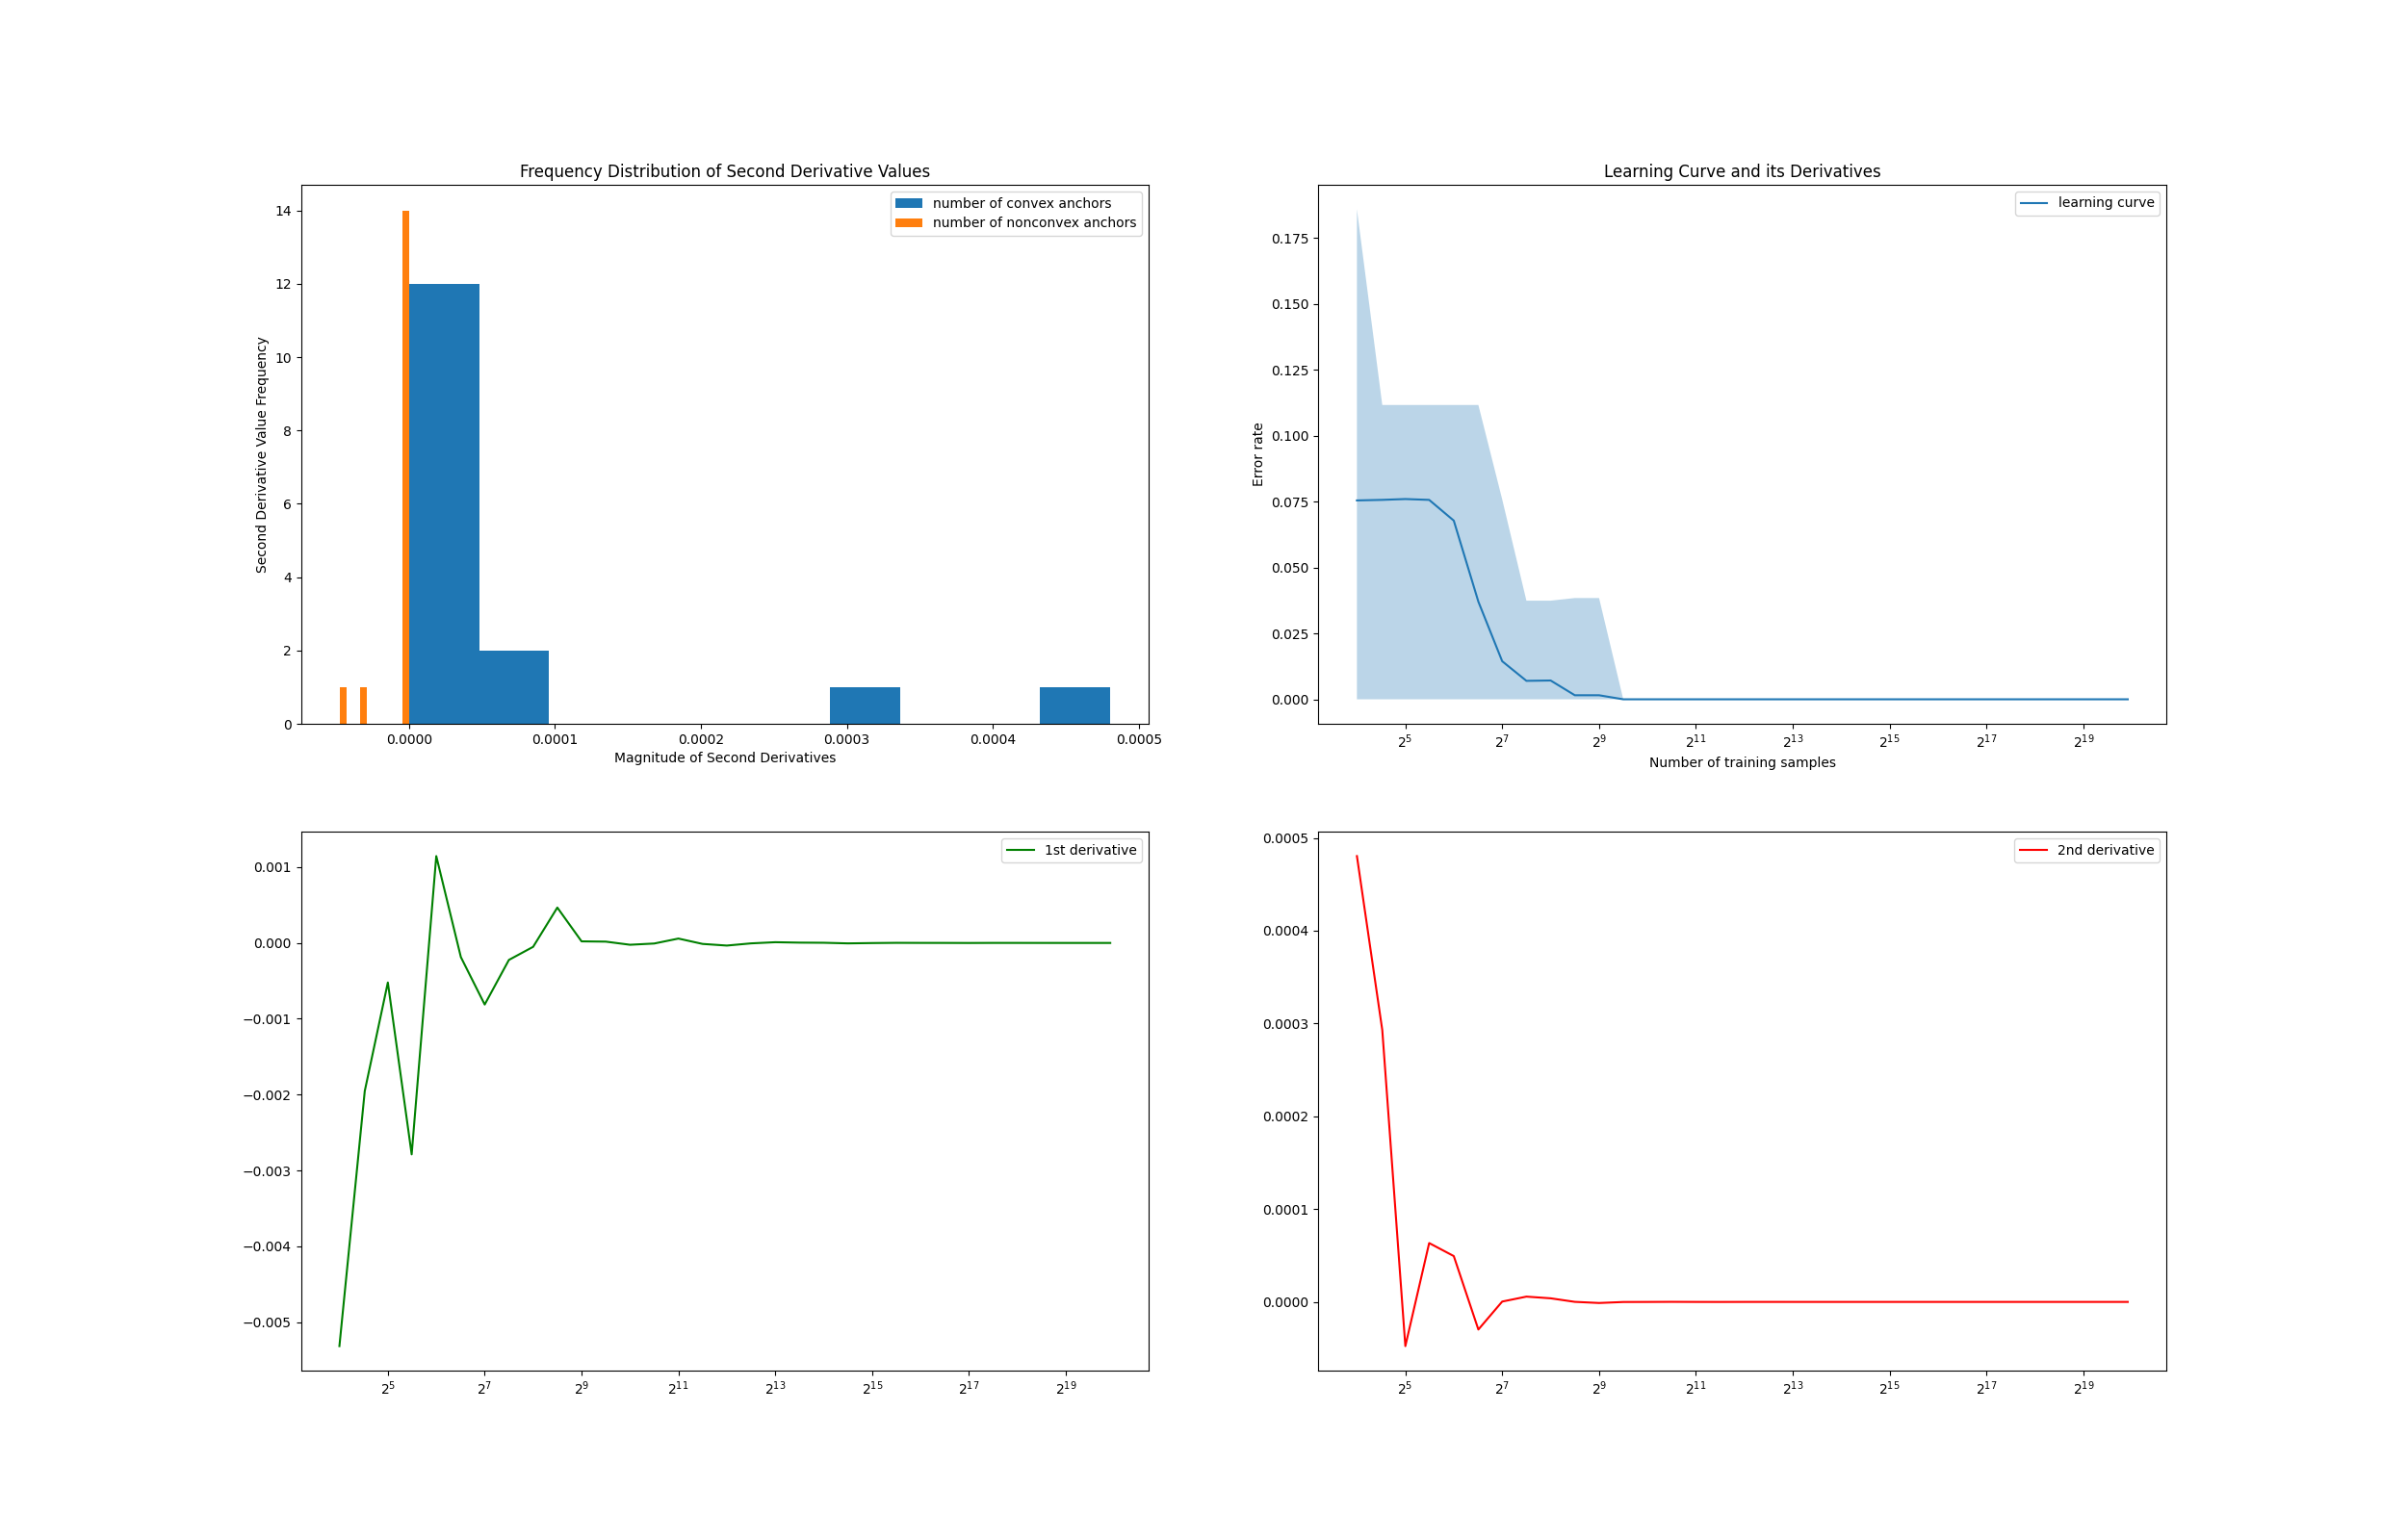 Frequency Distribution of Second Derivative Values
number of convex anchors
number of nonconvex anchors
14
12
10
8
6
4
2
0
Second Derivative Value Frequency
0.0000 0.0001 0.0002 0.0003 0.0004 0.0005
Magnitude of Second Derivatives
Learning Curve and its Derivatives
learning curve
0.175
0.150
0.125
0.100
0.075
0.050
0.025
0.000
Error rate
2^5 2^7 2^9 2^11 2^13 2^15 2^17 2^19
Number of training samples
1st derivative
0.001
0.000
−0.001
−0.002
−0.003
−0.004
−0.005
2^5 2^7 2^9 2^11 2^13 2^15 2^17 2^19
2nd derivative
0.0005
0.0004
0.0003
0.0002
0.0001
0.0000
2^5 2^7 2^9 2^11 2^13 2^15 2^17 2^19